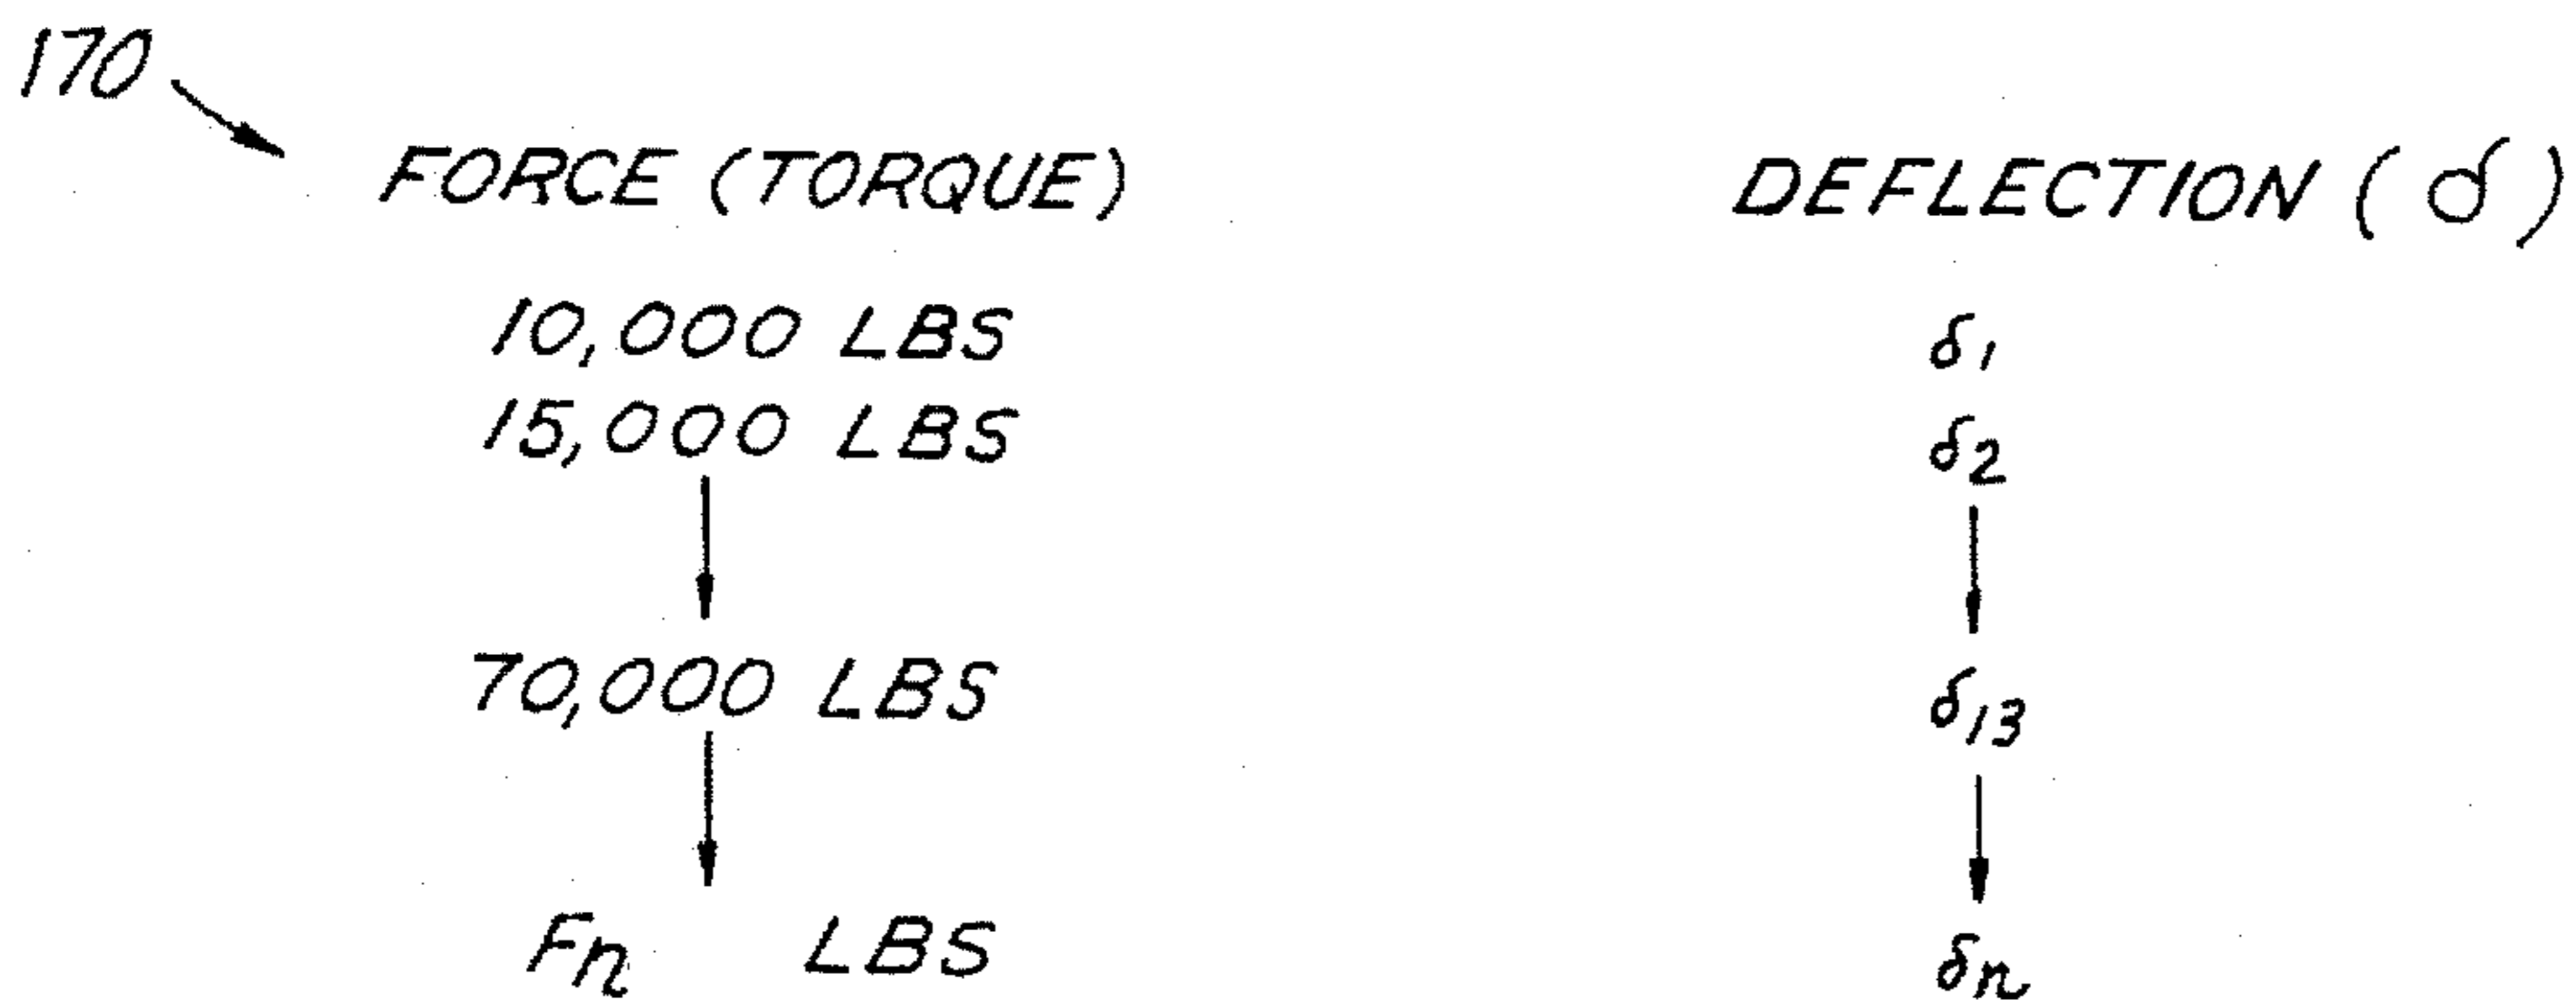 170
FORCE (TORQUE) DEFLECTION (δ)
10,000 LBS δ1
15,000 LBS δ2
70,000 LBS δ13
Fn LBS δn